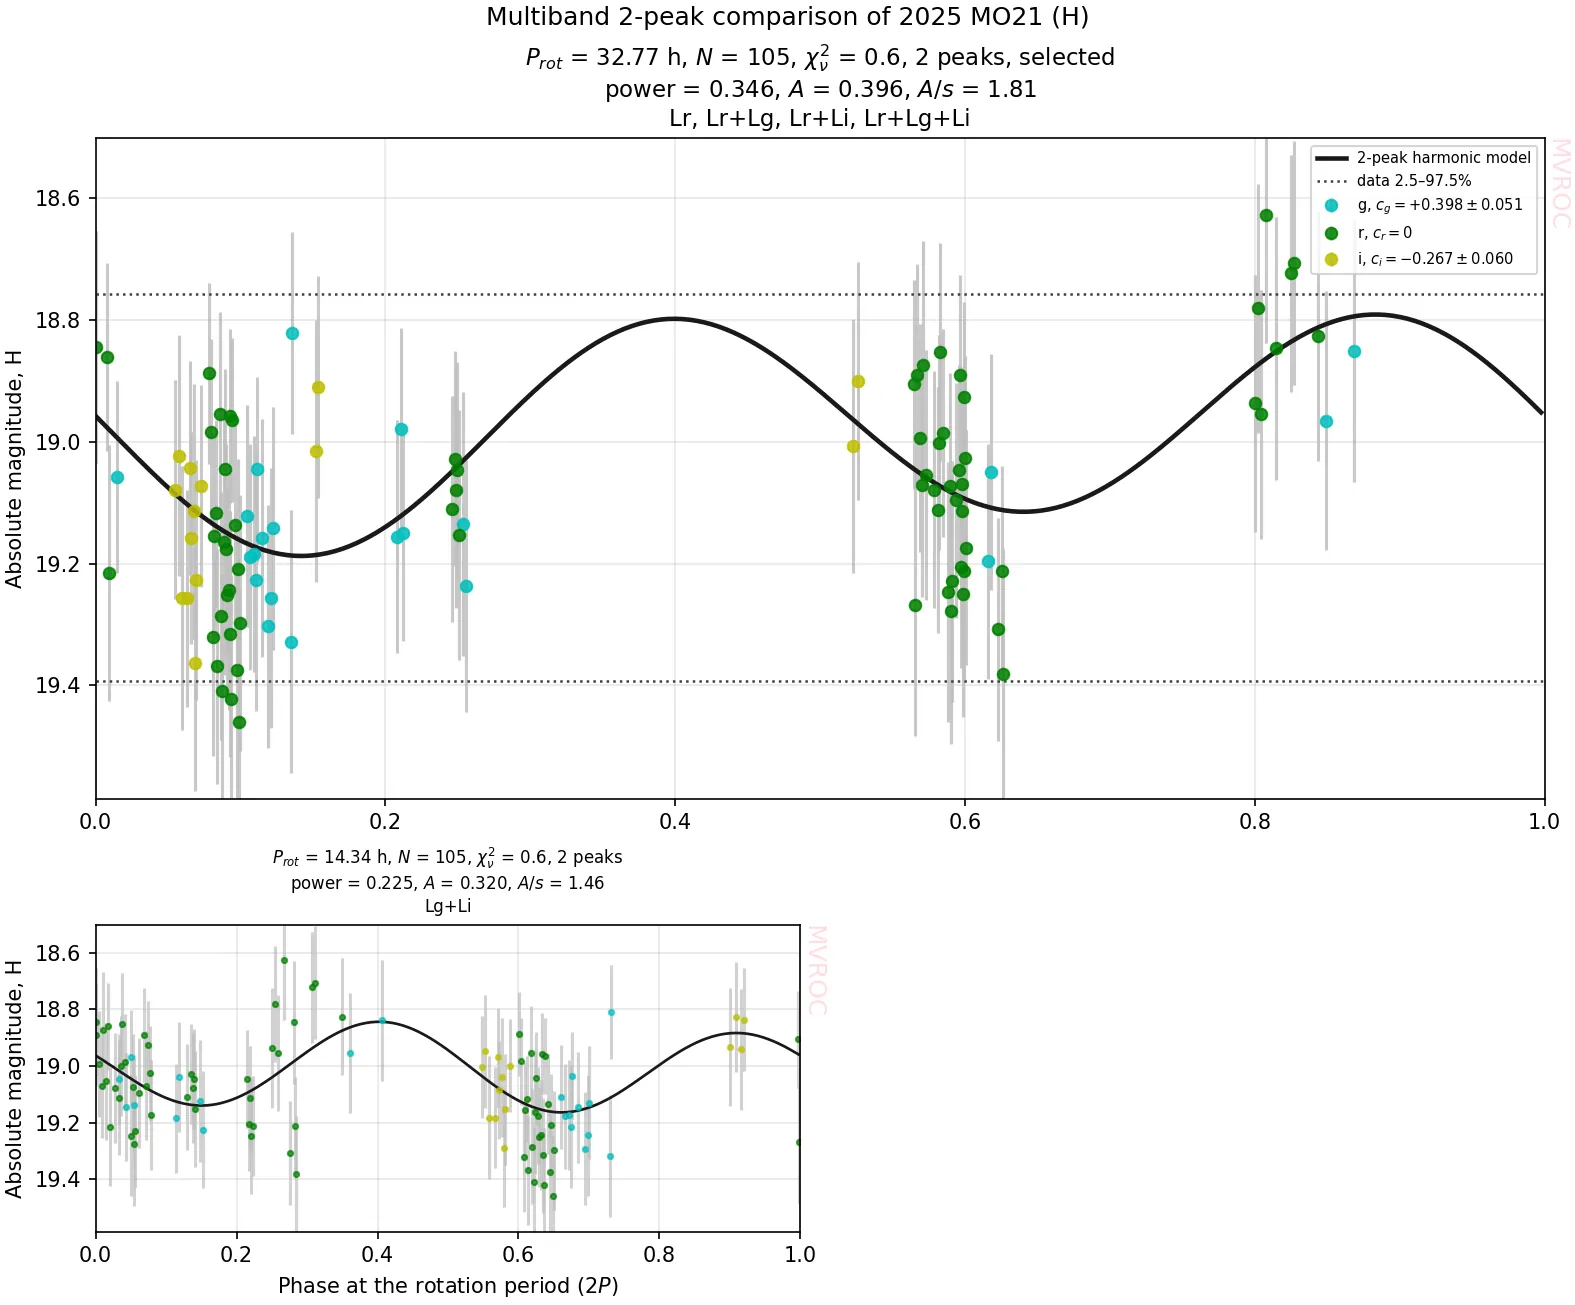 Multiband 2-peak comparison of 2025 MO21 (H)
P_rot = 32.77 h, N = 105, χ²_ν = 0.6, 2 peaks, selected
power = 0.346, A = 0.396, A/s = 1.81
Lr, Lr+Lg, Lr+Li, Lr+Lg+Li
2-peak harmonic model
data 2.5–97.5%
g, c_g = +0.398 ± 0.051
r, c_r = 0
i, c_i = −0.267 ± 0.060
MVROC
Absolute magnitude, H
18.6
18.8
19.0
19.2
19.4
0.0 0.2 0.4 0.6 0.8 1.0
P_rot = 14.34 h, N = 105, χ²_ν = 0.6, 2 peaks
power = 0.225, A = 0.320, A/s = 1.46
Lg+Li
MVROC
Absolute magnitude, H
18.6
18.8
19.0
19.2
19.4
0.0 0.2 0.4 0.6 0.8 1.0
Phase at the rotation period (2P)